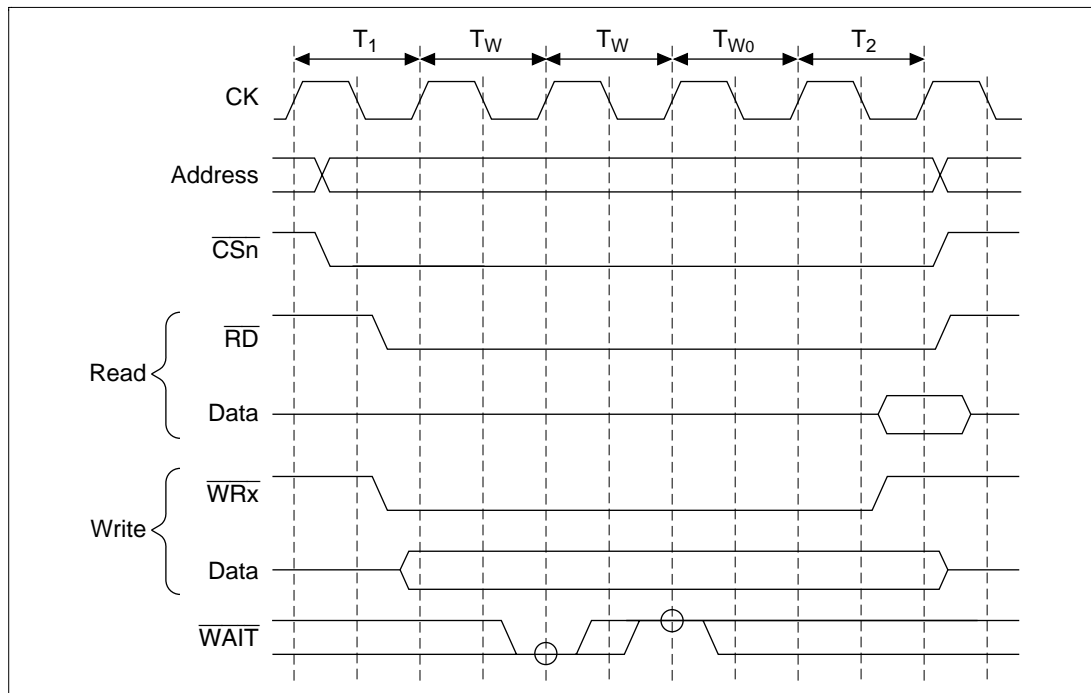 T1 TW TW TW0 T2
CK
Address
CSn
RD
Read
Data
WRx
Write
Data
WAIT